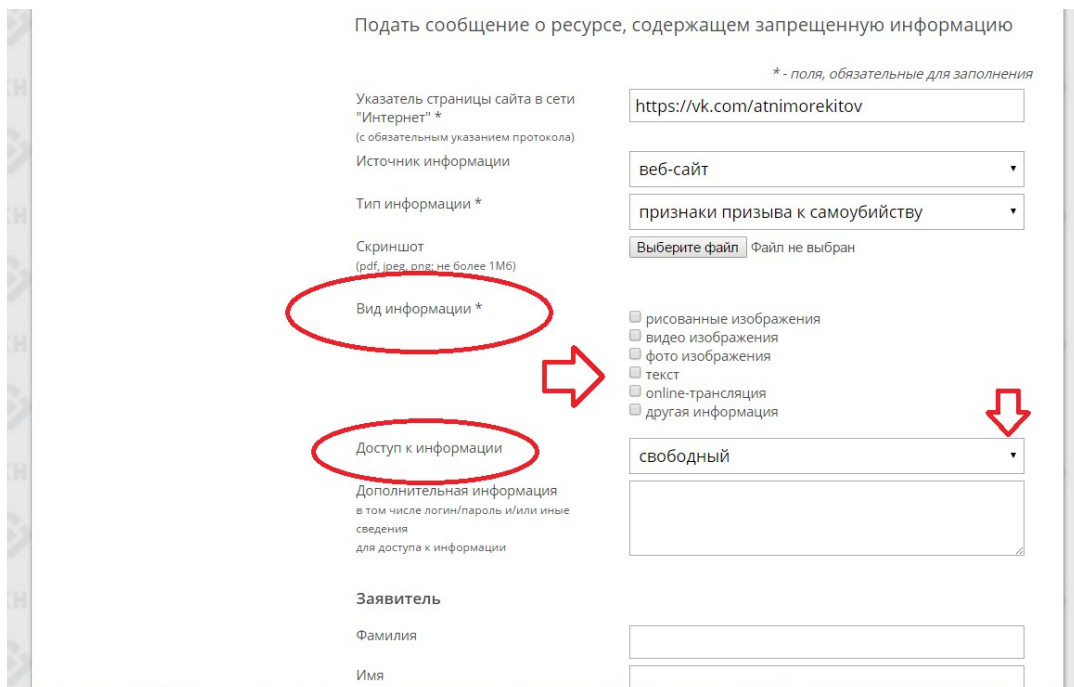 Подать сообщение о ресурсе, содержащем запрещенную информацию
* - поля, обязательные для заполнения
Указатель страницы сайта в сети
"Интернет" *
(с обязательным указанием протокола)
https://vk.com/atnimorekitov
Источник информации
веб-сайт
Тип информации *
признаки призыва к самоубийству
Скриншот
(pdf, jpeg, png; не более 1Мб)
Выберите файл Файл не выбран
Вид информации *
рисованные изображения
видео изображения
фото изображения
текст
online-трансляция
другая информация
Доступ к информации
свободный
Дополнительная информация
в том числе логин/пароль и/или иные
сведения
для доступа к информации
Заявитель
Фамилия
Имя